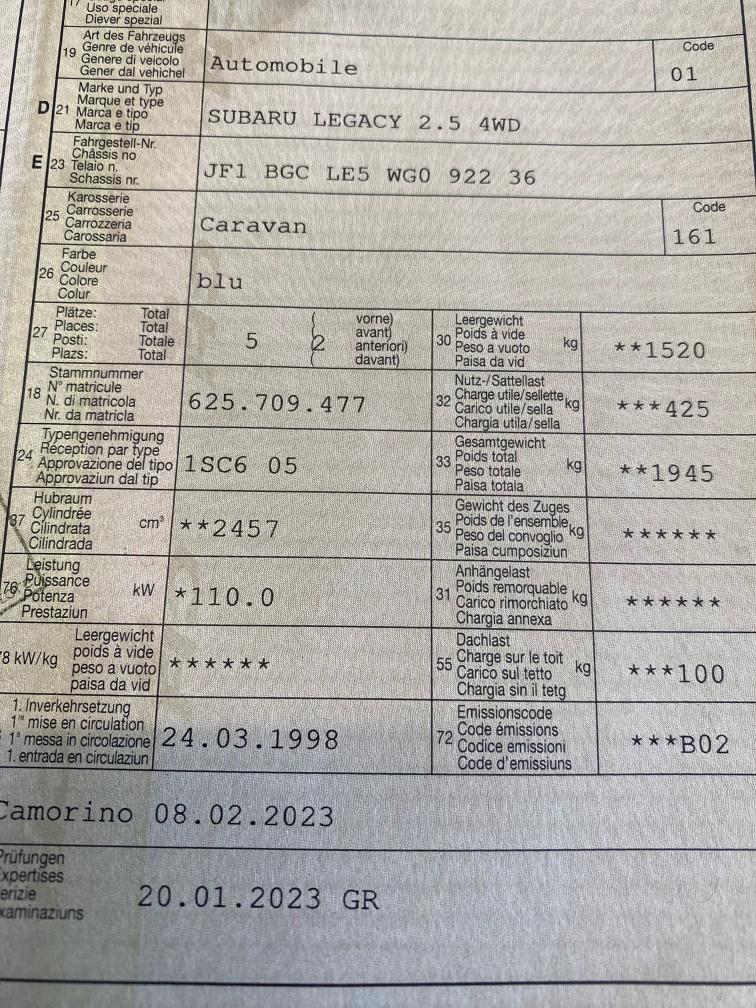 17
Uso speciale
Diever spezial
19
Art des Fahrzeugs
Genre de véhicule
Genere di veicolo
Gener dal vehichel
Automobile
Code
01
D 21
Marke und Typ
Marque et type
Marca e tipo
Marca e tip
SUBARU LEGACY 2.5 4WD
E 23
Fahrgestell-Nr.
Châssis no
Telaio n.
Schassis nr.
JF1 BGC LE5 WG0 922 36
25
Karosserie
Carrosserie
Carrozzeria
Carossaria
Caravan
Code
161
26
Farbe
Couleur
Colore
Colur
blu
27
Plätze: Total
Places: Total
Posti: Totale
Plazs: Total
5
( 2
vorne)
avant)
anteriori)
davant)
30
Leergewicht
Poids à vide
Peso a vuoto
Paisa da vid
kg
**1520
18
Stammnummer
N° matricule
N. di matricola
Nr. da matricla
625.709.477
32
Nutz-/Sattellast
Charge utile/sellette
Carico utile/sella
Chargia utila/sella
kg
***425
24
Typengenehmigung
Réception par type
Approvazione del tipo
Approvaziun dal tip
1SC6 05
33
Gesamtgewicht
Poids total
Peso totale
Paisa totala
kg
**1945
37
Hubraum
Cylindrée
Cilindrata
Cilindrada
cm³
**2457
35
Gewicht des Zuges
Poids de l'ensemble
Peso del convoglio
Paisa cumposiziun
kg
******
76
Leistung
Puissance
Potenza
Prestaziun
kW
*110.0
31
Anhängelast
Poids remorquable
Carico rimorchiato
Chargia annexa
kg
******
78 kW/kg
Leergewicht
poids à vide
peso a vuoto
paisa da vid
******
55
Dachlast
Charge sur le toit
Carico sul tetto
Chargia sin il tetg
kg
***100
1. Inverkehrsetzung
1re mise en circulation
1a messa in circolazione
1. entrada en circulaziun
24.03.1998
72
Emissionscode
Code émissions
Codice emissioni
Code d'emissiuns
***B02
Camorino 08.02.2023
Prüfungen
Expertises
Perizie
Examinaziuns
20.01.2023 GR